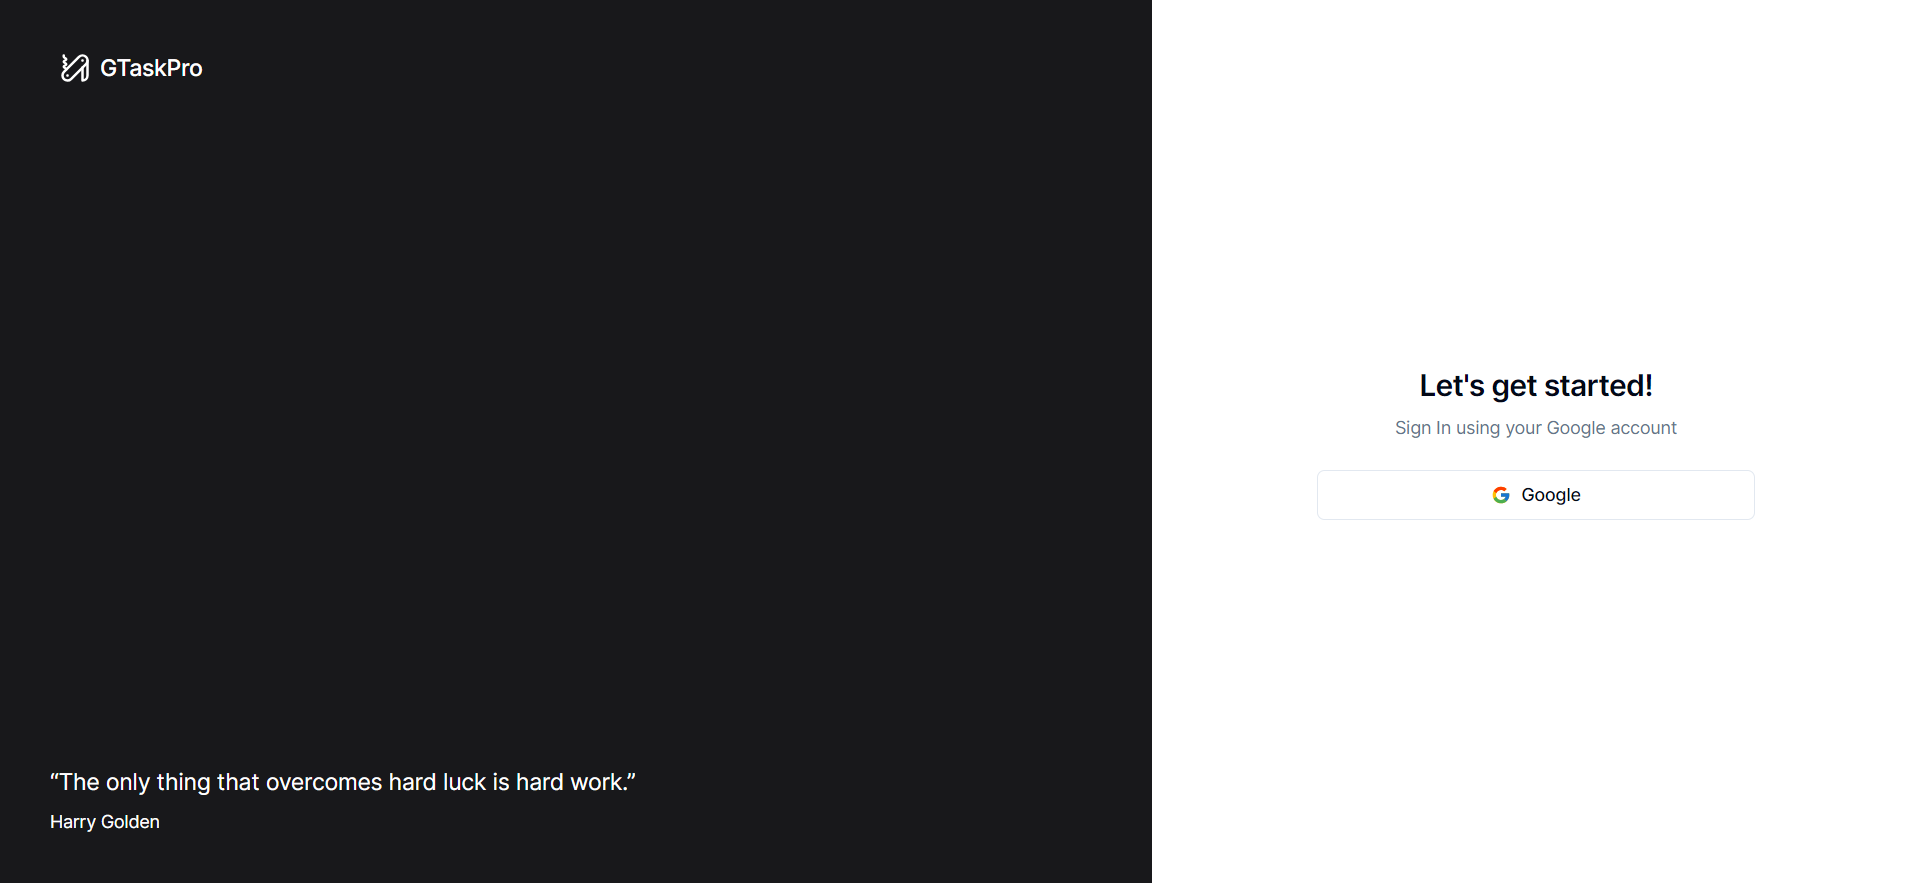 GTaskPro
“The only thing that overcomes hard luck is hard work.”
Harry Golden
Let's get started!
Sign In using your Google account
Google